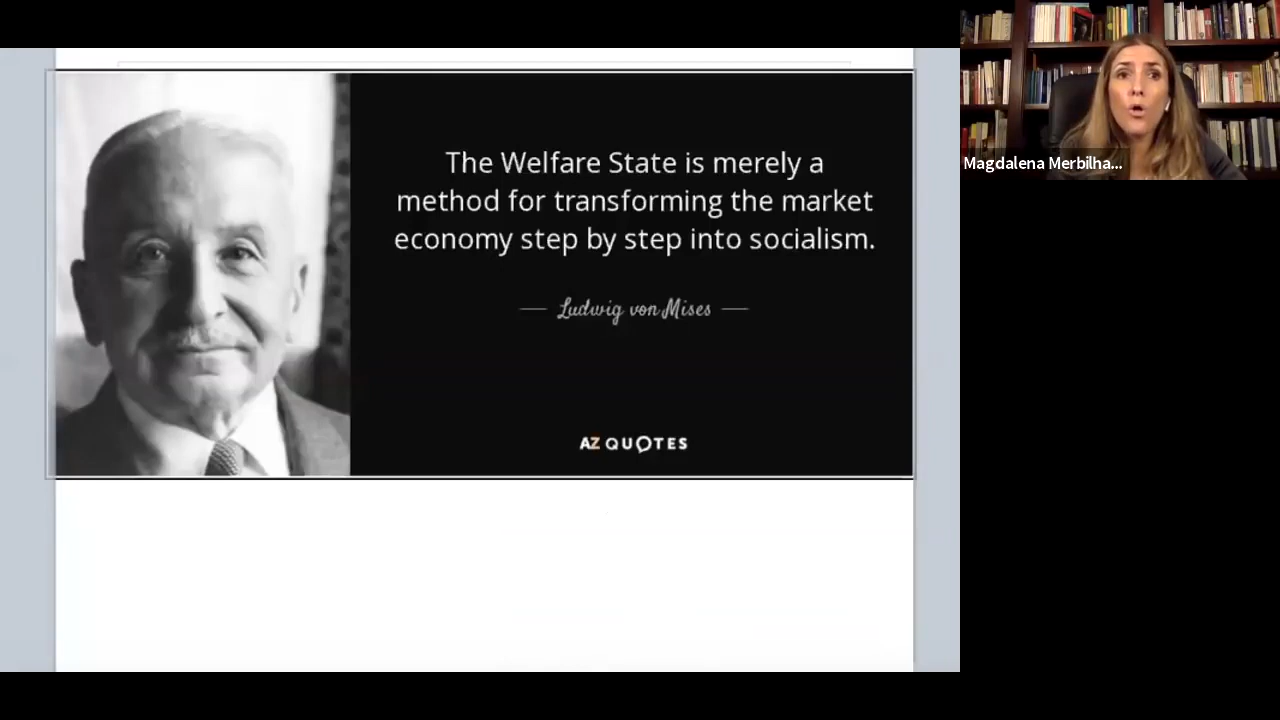 The Welfare State is merely a
method for transforming the market
economy step by step into socialism.
Ludwig von Mises
AZ QUOTES
Magdalena Merbilha...